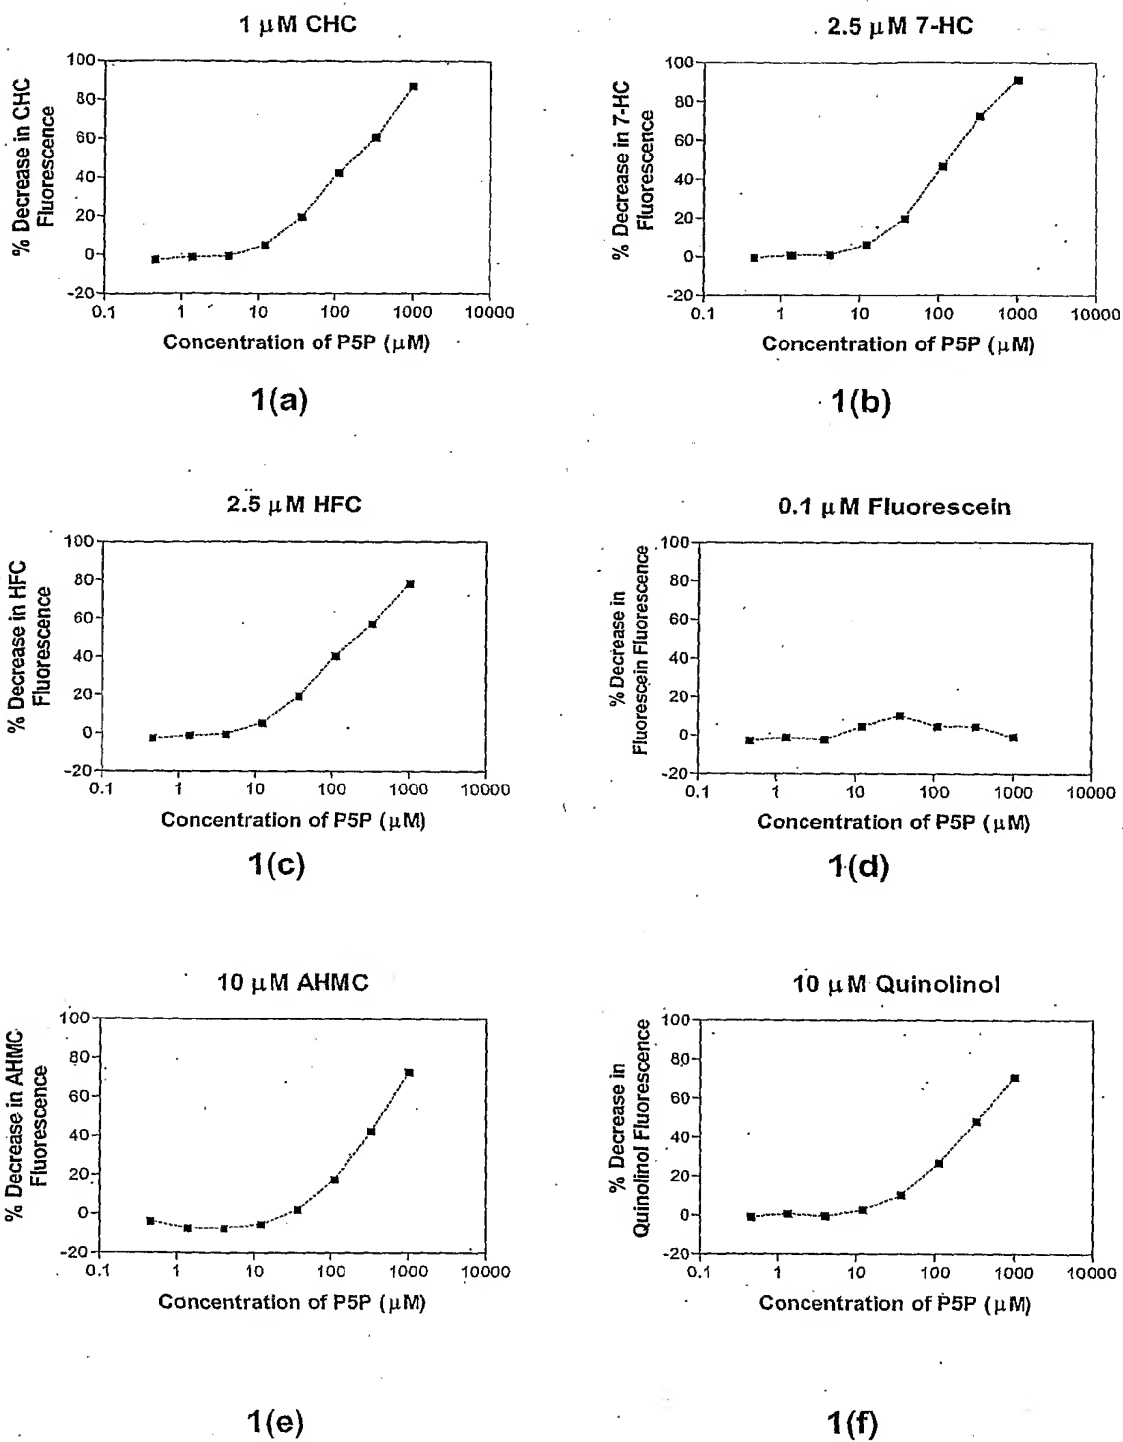 1 μM CHC
% Decrease in CHC
Fluorescence
100
80
60
40
20
0
-20
0.1 1 10 100 1000 10000
Concentration of P5P (μM)
1(a)
2.5 μM 7-HC
% Decrease in 7-HC
Fluorescence
100
80
60
40
20
0
-20
0.1 1 10 100 1000 10000
Concentration of P5P (μM)
1(b)
2.5 μM HFC
% Decrease in HFC
Fluorescence
100
80
60
40
20
0
-20
0.1 1 10 100 1000 10000
Concentration of P5P (μM)
1(c)
0.1 μM Fluorescein
% Decrease in
Fluorescein Fluorescence
100
80
60
40
20
0
-20
0.1 1 10 100 1000 10000
Concentration of P5P (μM)
1(d)
10 μM AHMC
% Decrease in AHMC
Fluorescence
100
80
60
40
20
0
-20
0.1 1 10 100 1000 10000
Concentration of P5P (μM)
1(e)
10 μM Quinolinol
% Decrease in
Quinolinol Fluorescence
100
80
60
40
20
0
-20
0.1 1 10 100 1000 10000
Concentration of P5P (μM)
1(f)